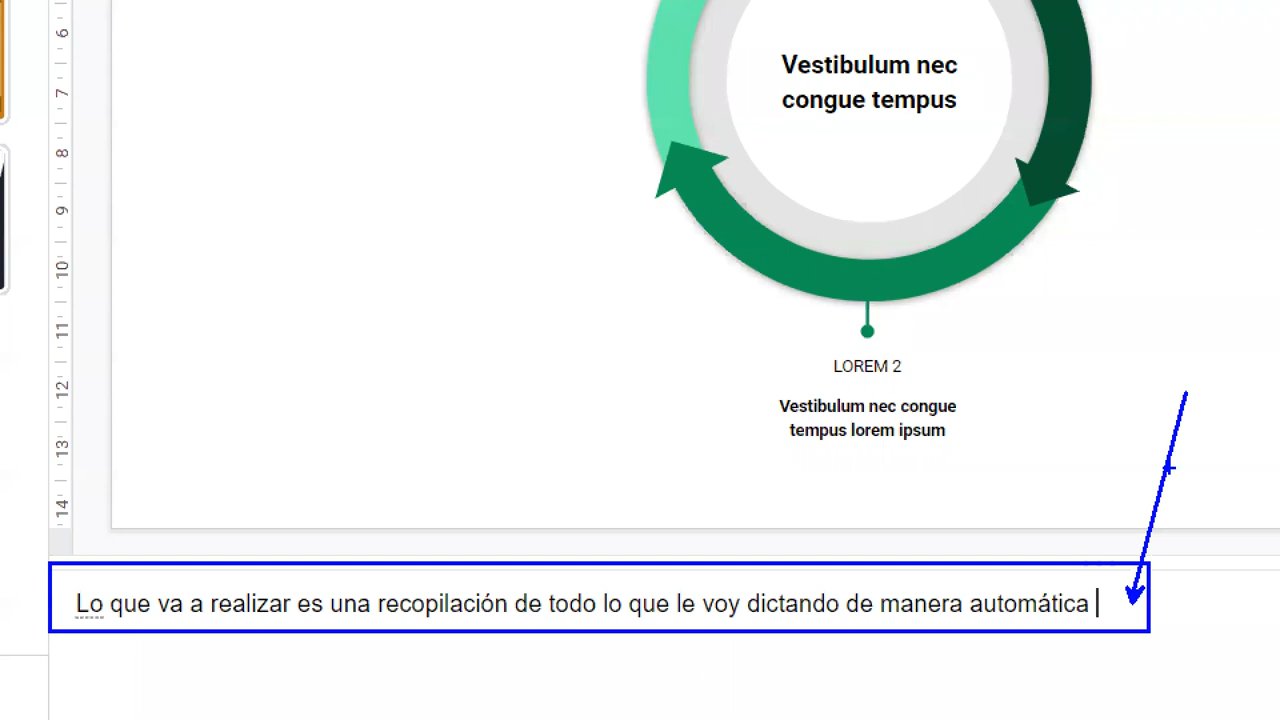 6
7
8
9
10
11
12
13
14
Vestibulum nec
congue tempus
LOREM 2
Vestibulum nec congue
tempus lorem ipsum
Lo que va a realizar es una recopilación de todo lo que le voy dictando de manera automática